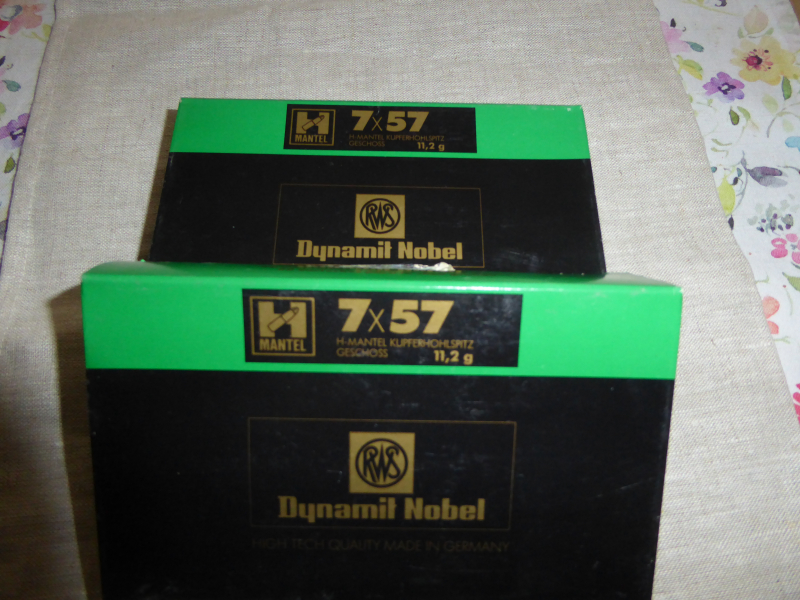 H
MANTEL
7x57
H-MANTEL KUPFERHOHLSPITZ
GESCHOSS 11,2 g
RWS
Dynamit Nobel
H
MANTEL
7x57
H-MANTEL KUPFERHOHLSPITZ
GESCHOSS 11,2 g
RWS
Dynamit Nobel
HIGH TECH QUALITY MADE IN GERMANY